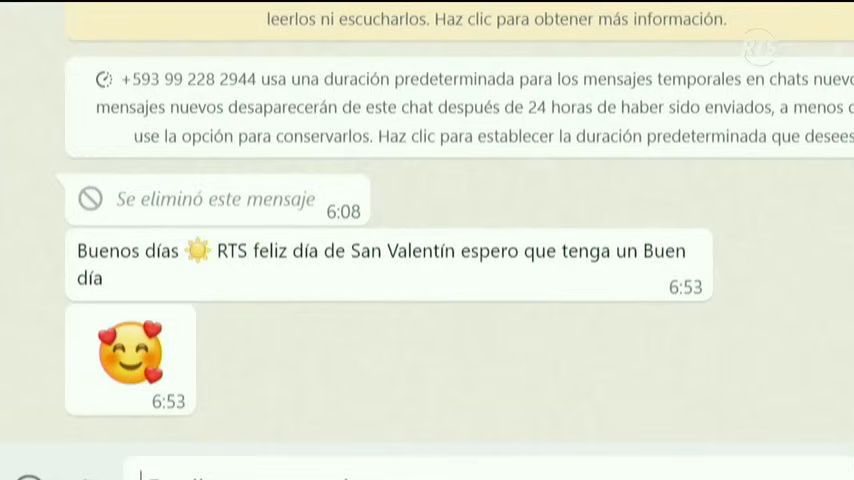 leerlos ni escucharlos. Haz clic para obtener más información.
RTS
+593 99 228 2944 usa una duración predeterminada para los mensajes temporales en chats
mensajes nuevos desaparecerán de este chat después de 24 horas de haber sido enviados, a menos
use la opción para conservarlos. Haz clic para establecer la duración predeterminada que desees
Se eliminó este mensaje
6:08
Buenos días RTS feliz día de San Valentín espero que tenga un Buen
día
6:53
6:53